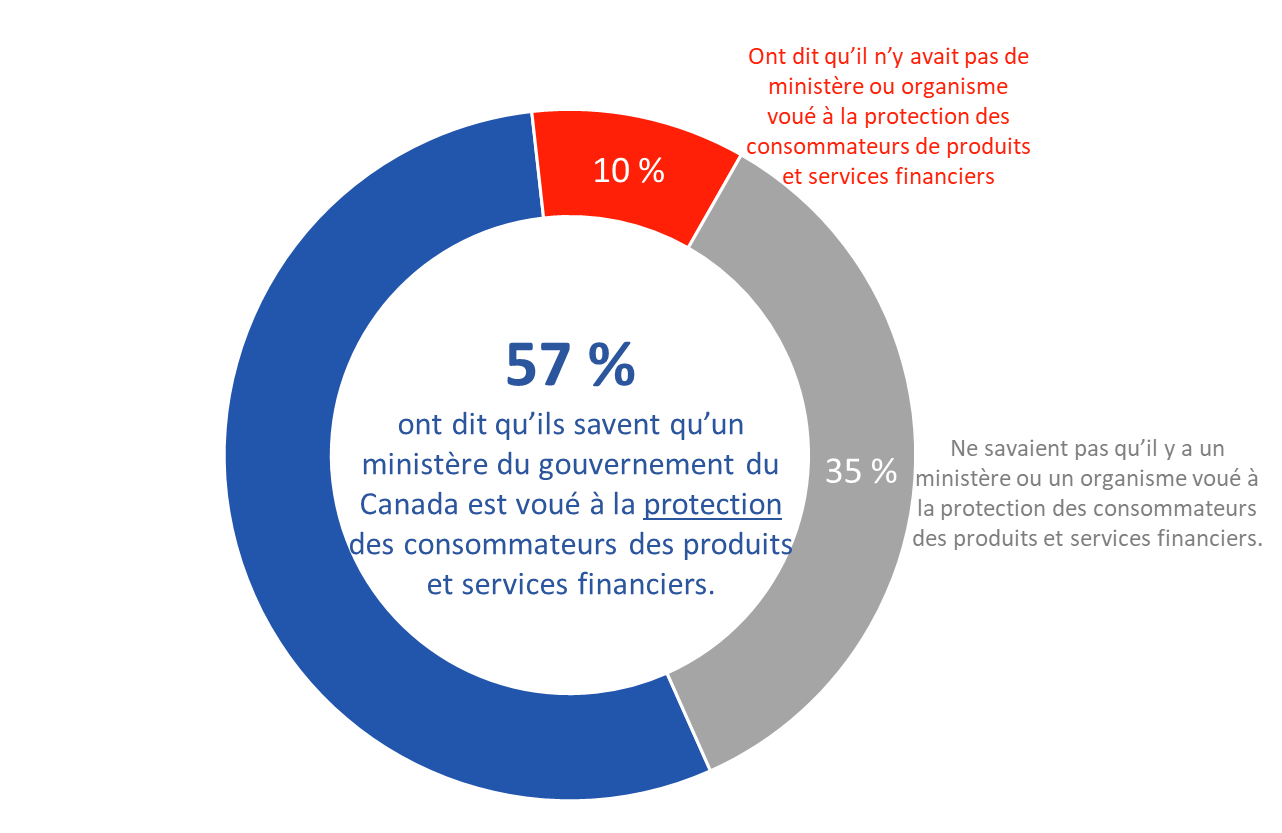 Ont dit qu’il n’y avait pas de
ministère ou organisme
voué à la protection des
consommateurs de produits
et services financiers
10 %
57 %
ont dit qu’ils savent qu’un
ministère du gouvernement du
Canada est voué à la protection
des consommateurs des produits
et services financiers.
35 %
Ne savaient pas qu’il y a un
ministère ou un organisme voué à
la protection des consommateurs
des produits et services financiers.